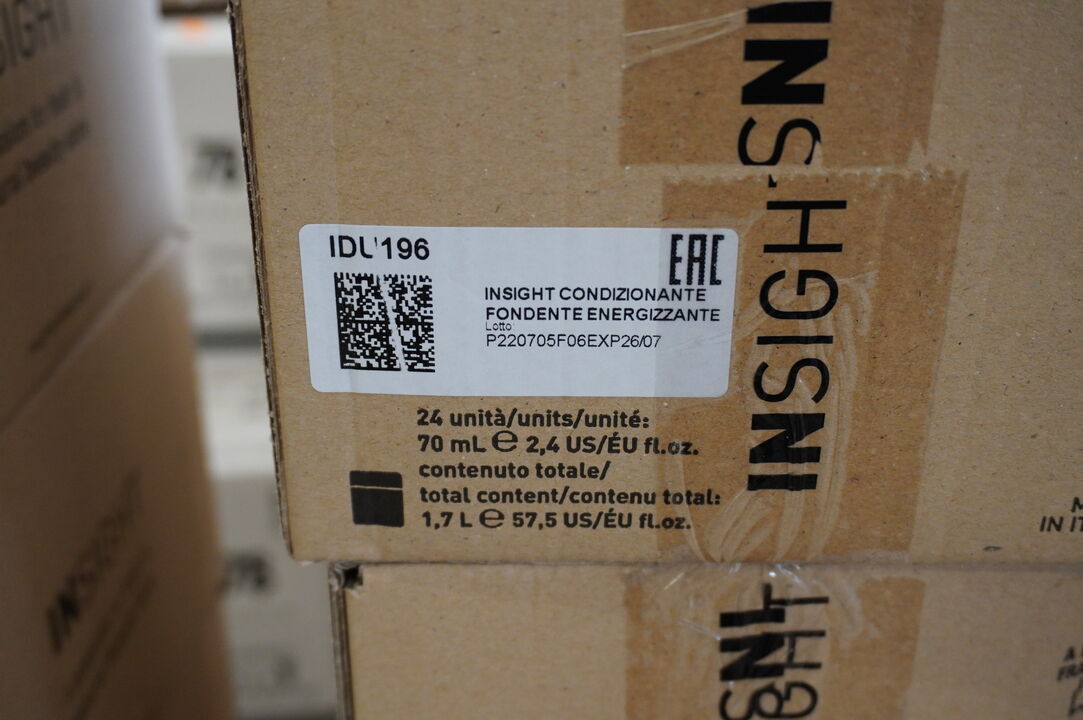 IDU196
EAC
INSIGHT CONDIZIONANTE
FONDENTE ENERGIZZANTE
Lotto:
P220705F06EXP26/07
24 unità/units/unité:
70 mL ℮ 2,4 US/ÉU fl.oz.
contenuto totale/
total content/contenu total:
1,7 L ℮ 57,5 US/ÉU fl.oz.
INSIGHT
INS
IN IT
INSIGHT